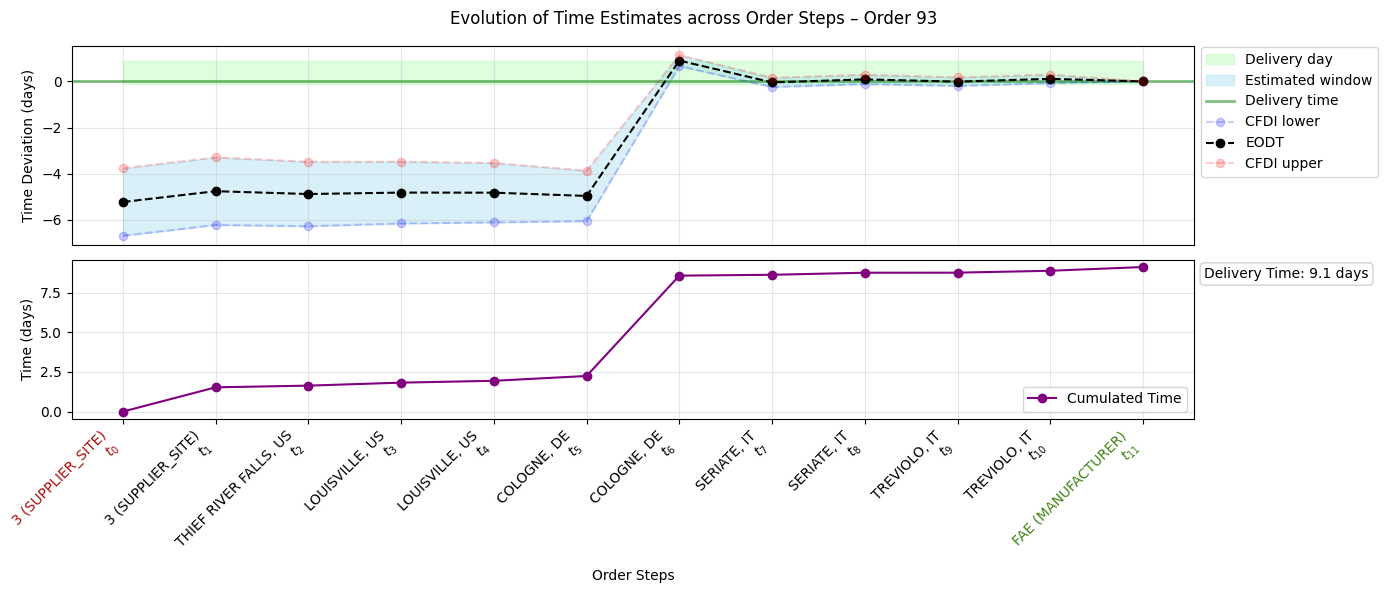 Evolution of Time Estimates across Order Steps – Order 93
Time Deviation (days)
0
−2
−4
−6
Delivery day
Estimated window
Delivery time
CFDI lower
EODT
CFDI upper
Time (days)
7.5
5.0
2.5
0.0
Delivery Time: 9.1 days
Cumulated Time
3 (SUPPLIER_SITE)
t0
3 (SUPPLIER_SITE)
t1
THIEF RIVER FALLS, US
t2
LOUISVILLE, US
t3
LOUISVILLE, US
t4
COLOGNE, DE
t5
COLOGNE, DE
t6
SERIATE, IT
t7
SERIATE, IT
t8
TREVIOLO, IT
t9
TREVIOLO, IT
t10
FAE (MANUFACTURER)
t11
Order Steps